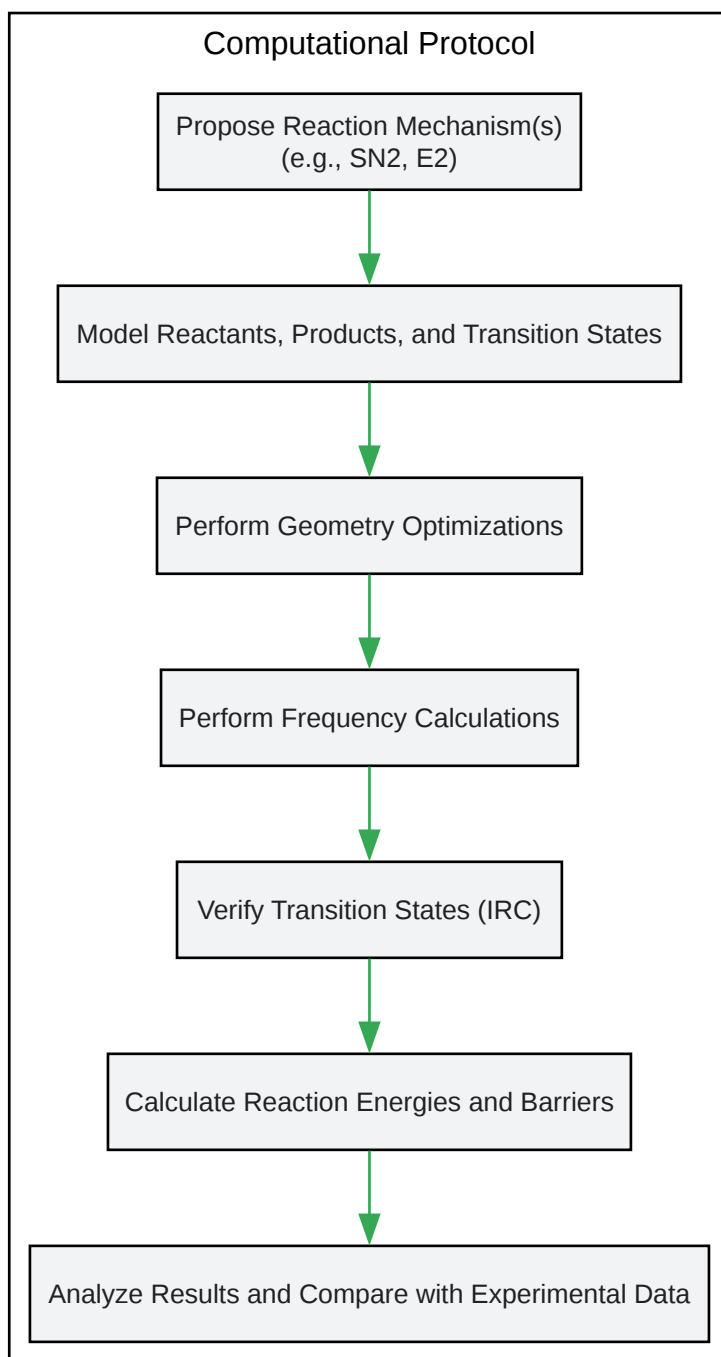 Computational Protocol
Propose Reaction Mechanism(s)
(e.g., SN2, E2)
Model Reactants, Products, and Transition States
Perform Geometry Optimizations
Perform Frequency Calculations
Verify Transition States (IRC)
Calculate Reaction Energies and Barriers
Analyze Results and Compare with Experimental Data